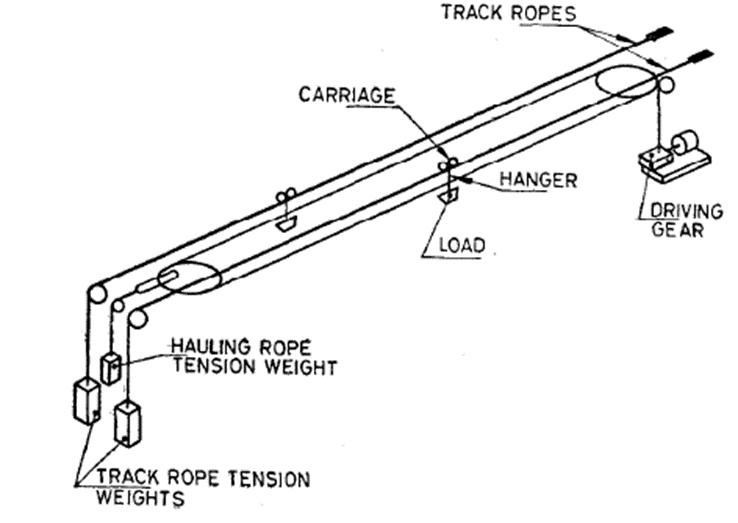 TRACK ROPES
CARRIAGE
HANGER
DRIVING
GEAR
LOAD
HAULING ROPE
TENSION WEIGHT
TRACK ROPE TENSION
WEIGHTS